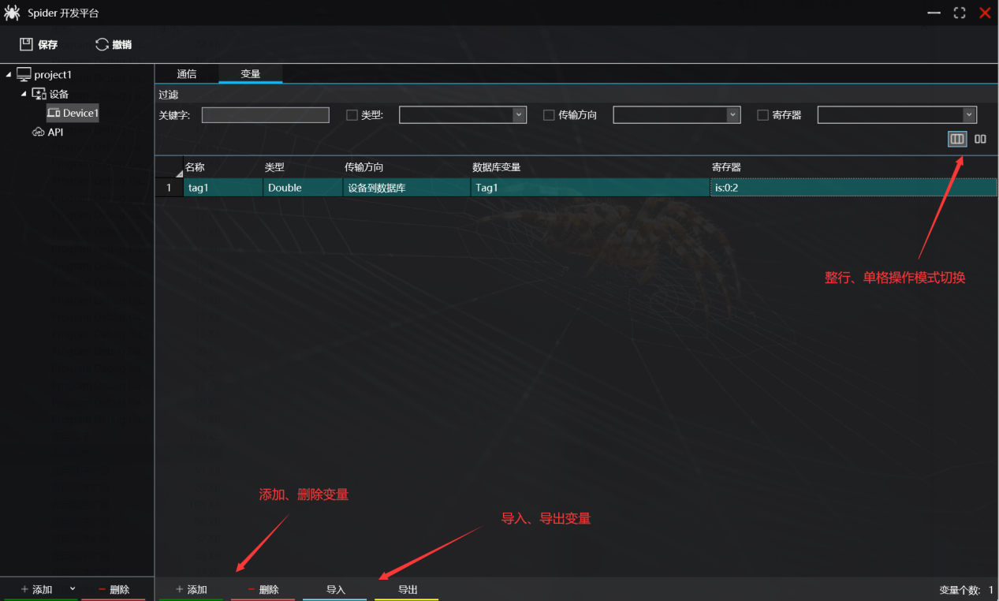 Spider 开发平台
保存 撤销
project1
设备
Device1
API
通信 变量
过滤
关键字: 类型: 传输方向 寄存器
名称 类型 传输方向 数据库变量 寄存器
1 tag1 Double 设备到数据库 Tag1 is:0:2
整行、单格操作模式切换
添加、删除变量
导入、导出变量
+ 添加 − 删除 + 添加 − 删除 导入 导出 变量个数: 1